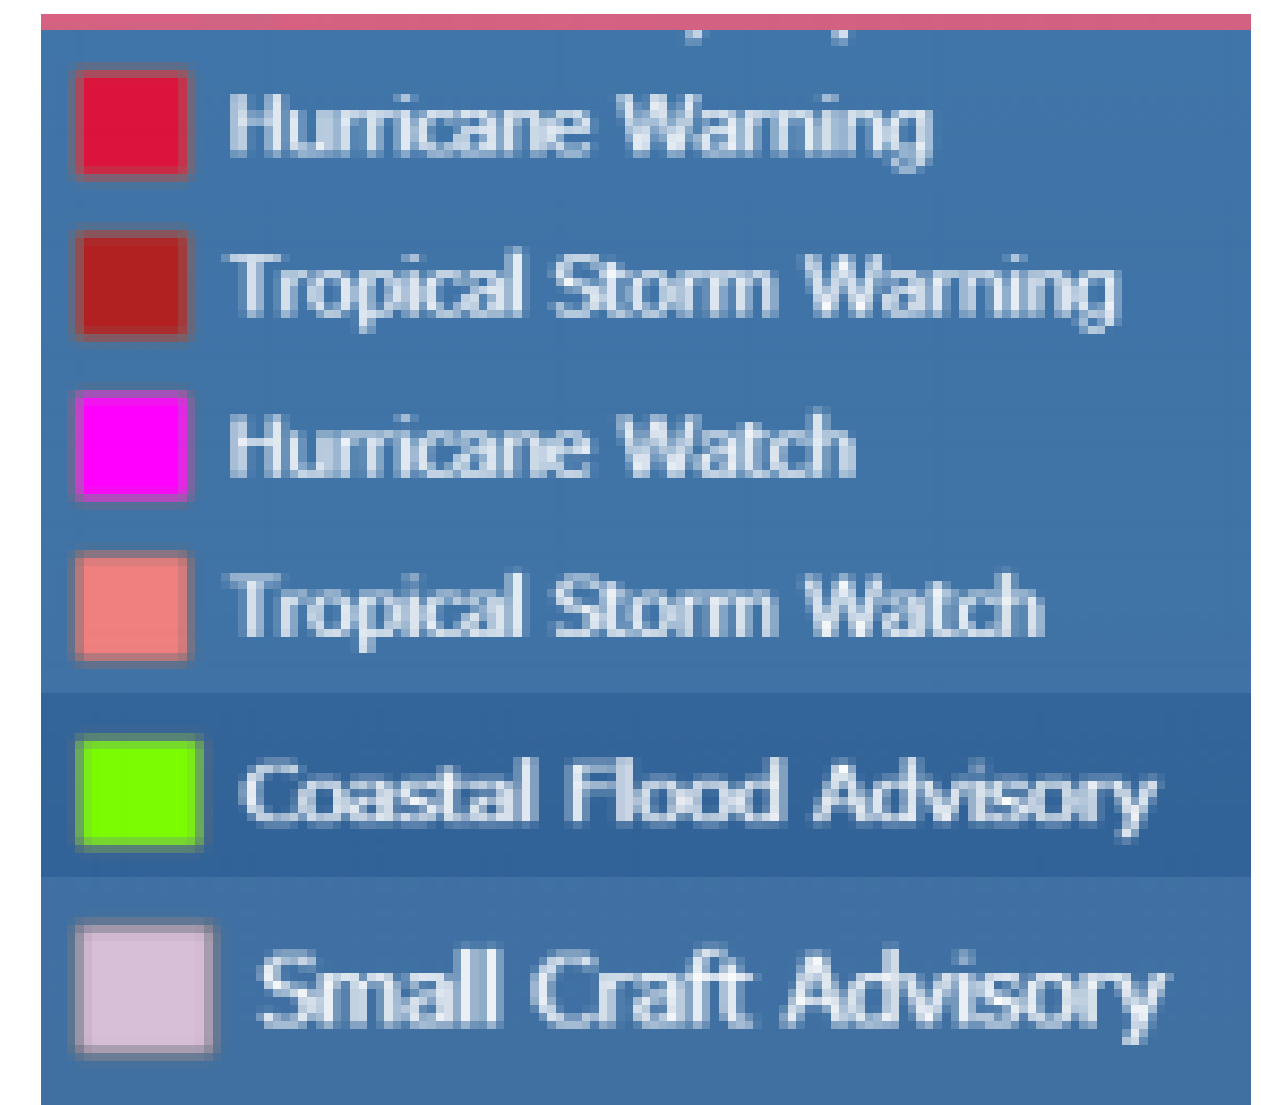 Hurricane Warning
Tropical Storm Warning
Hurricane Watch
Tropical Storm Watch
Coastal Flood Advisory
Small Craft Advisory